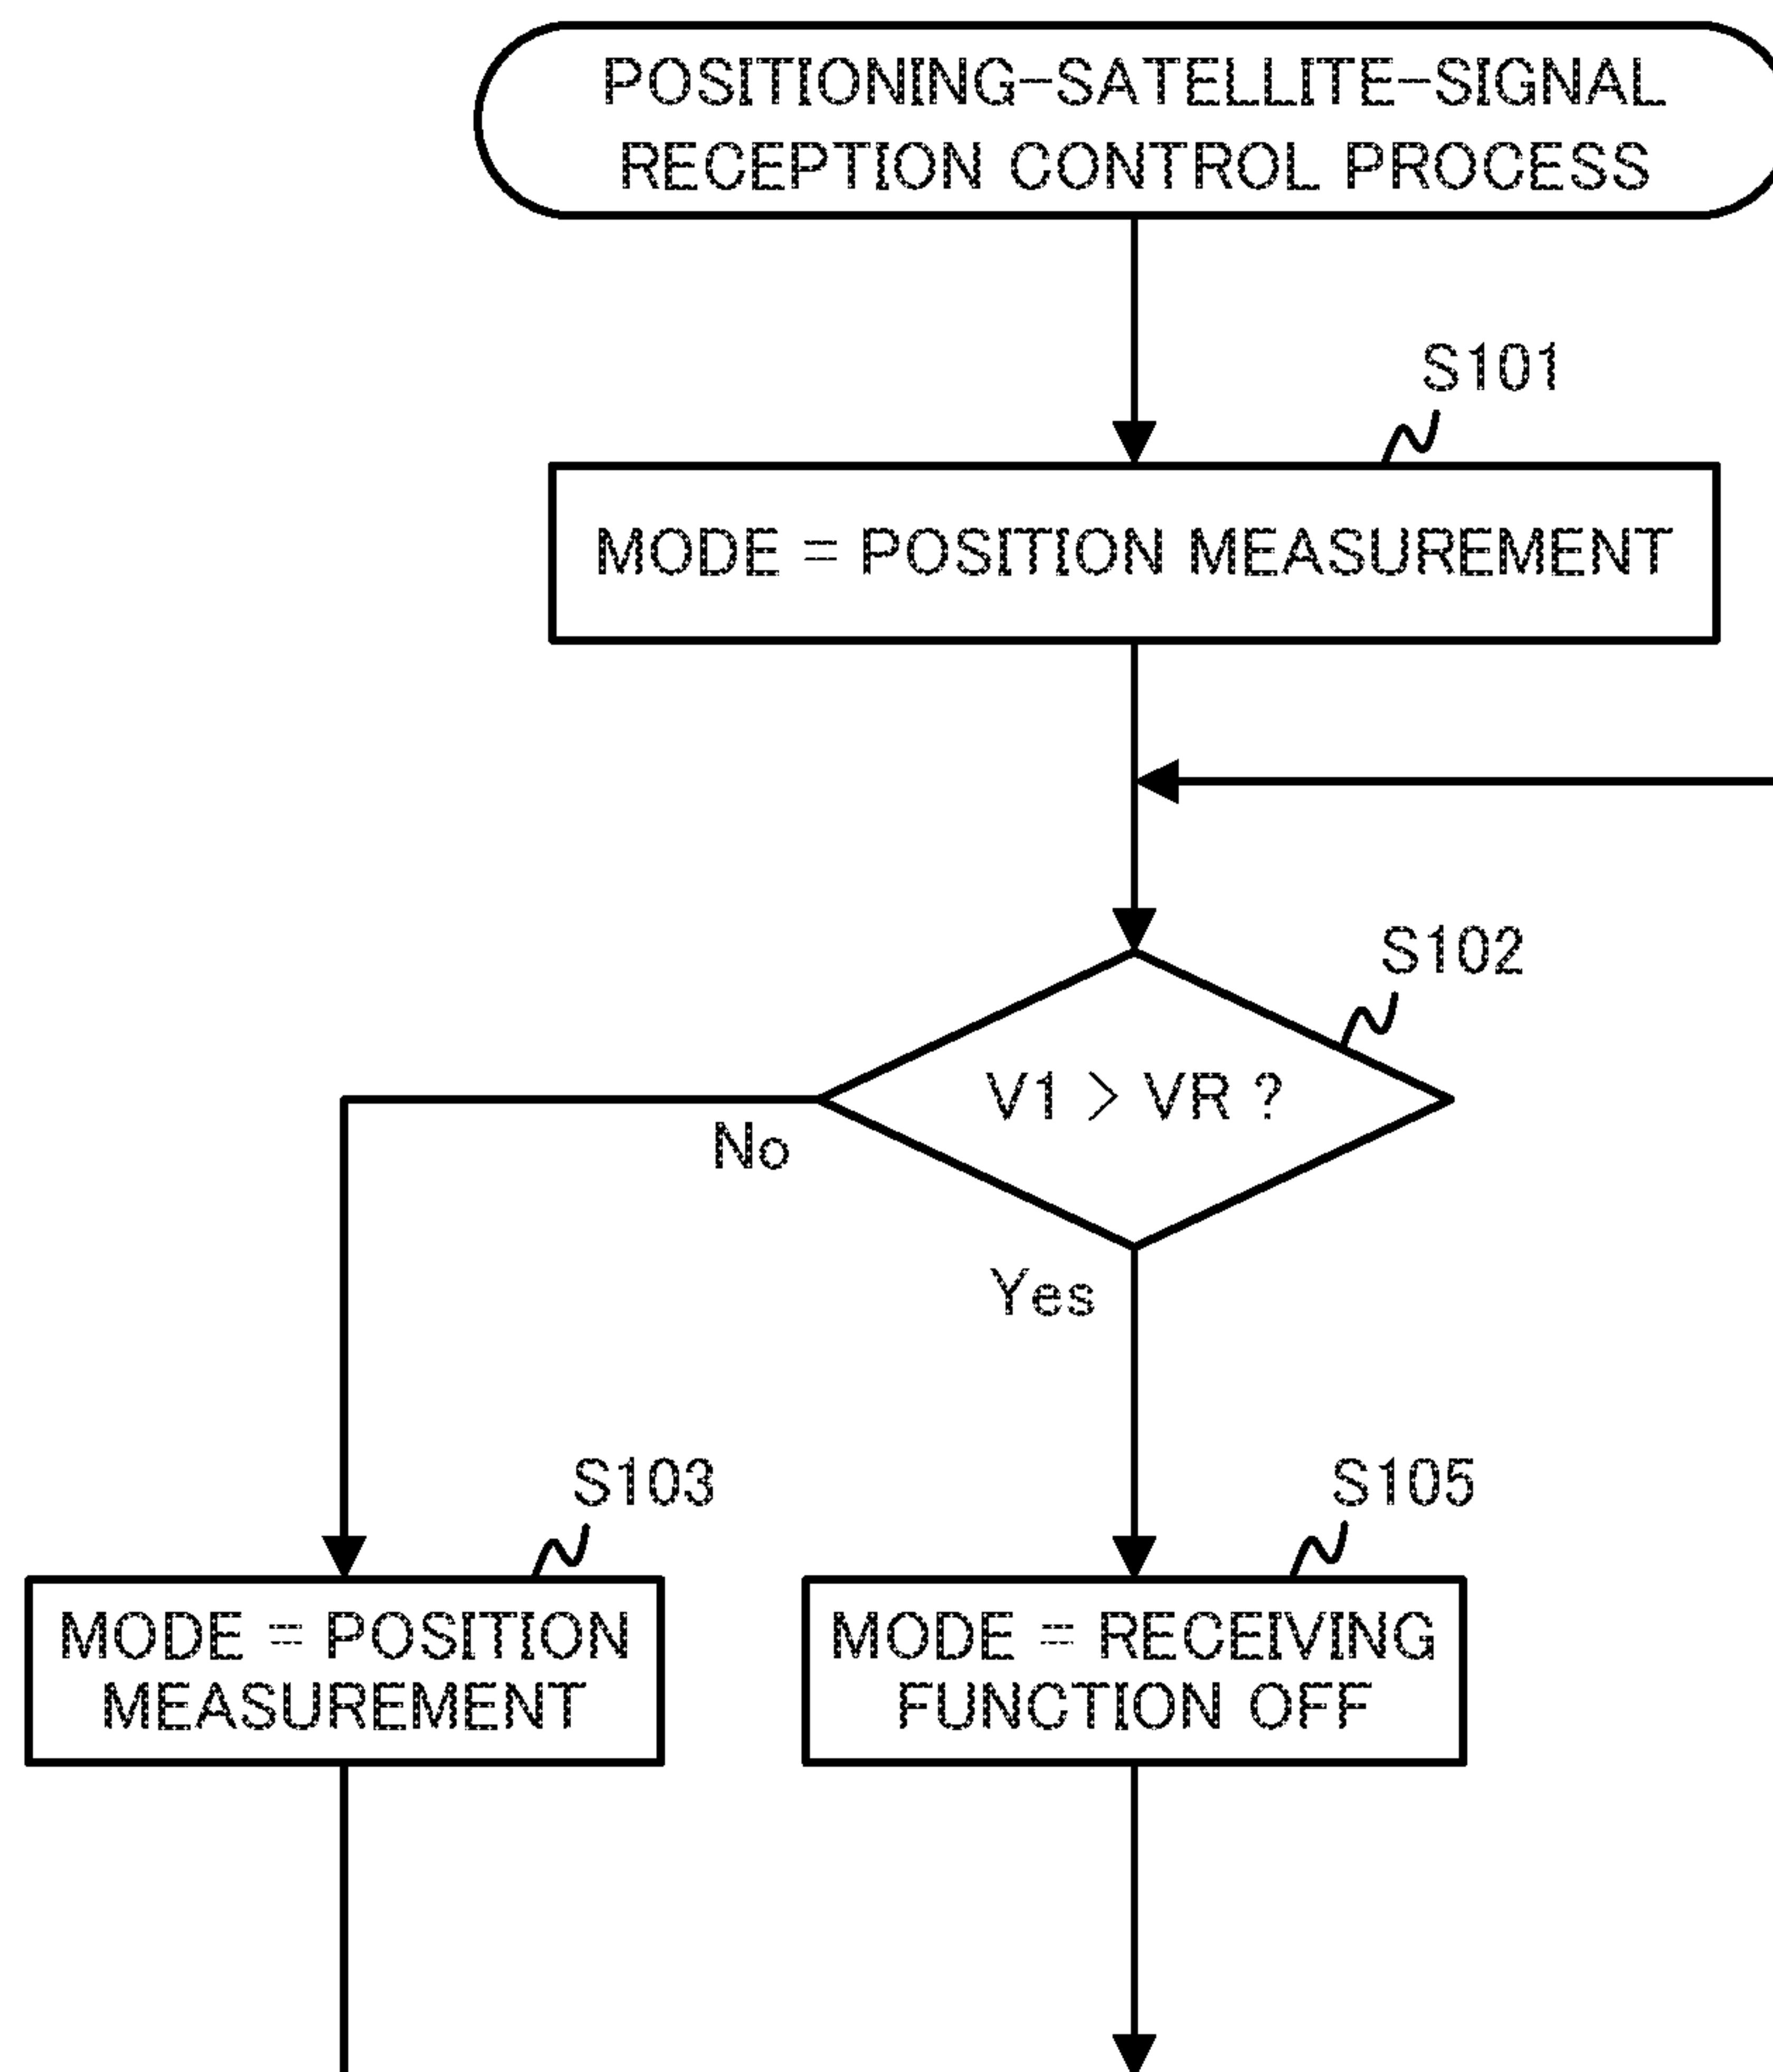 POSITIONING-SATELLITE-SIGNAL
RECEPTION CONTROL PROCESS
S101
MODE = POSITION MEASUREMENT
S102
V1 > VR ?
No
Yes
S103
S105
MODE = POSITION
MEASUREMENT
MODE = RECEIVING
FUNCTION OFF